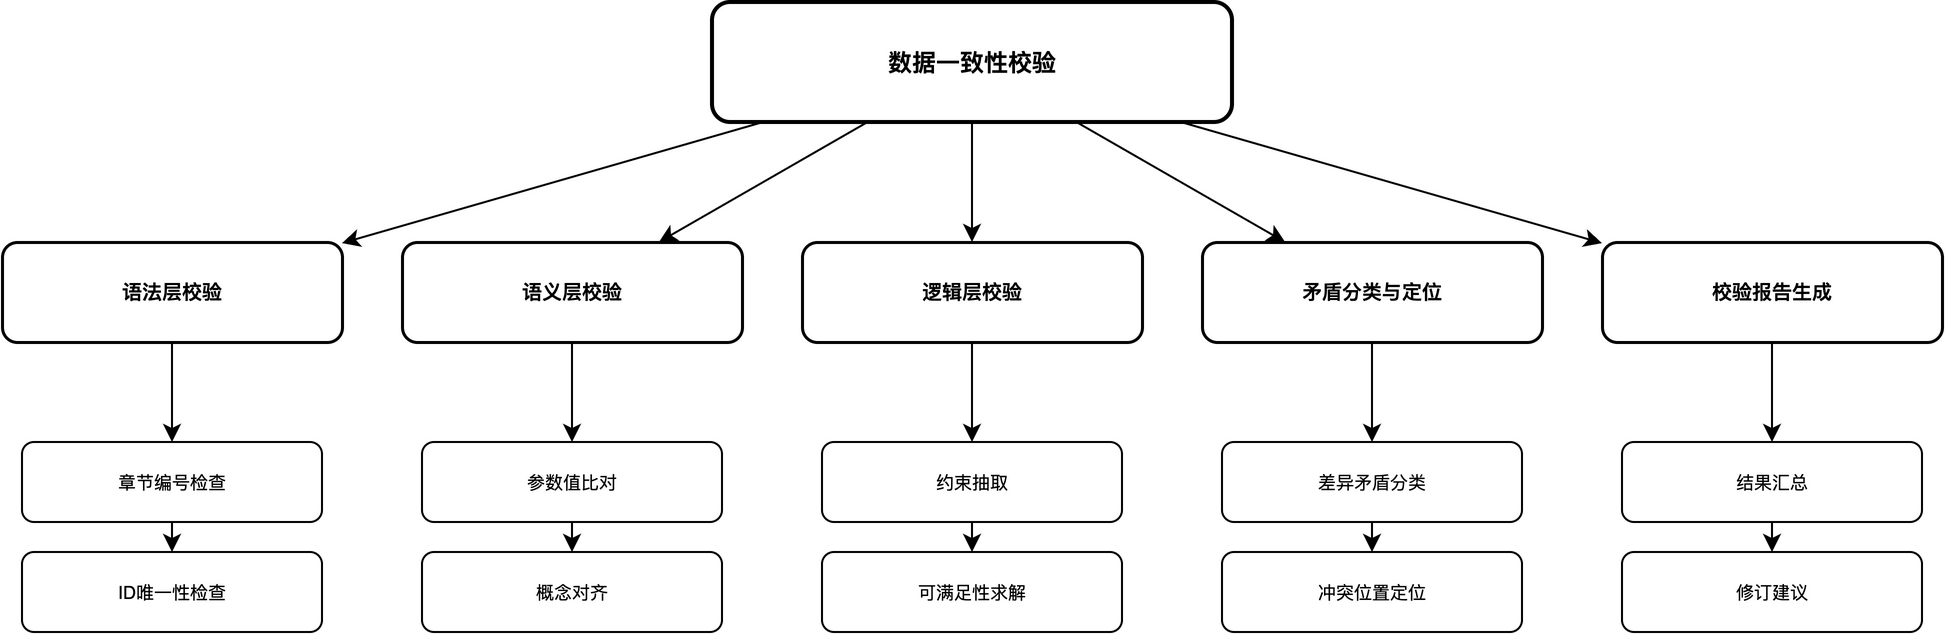 数据一致性校验
语法层校验
语义层校验
逻辑层校验
矛盾分类与定位
校验报告生成
章节编号检查
参数值比对
约束抽取
差异矛盾分类
结果汇总
ID唯一性检查
概念对齐
可满足性求解
冲突位置定位
修订建议